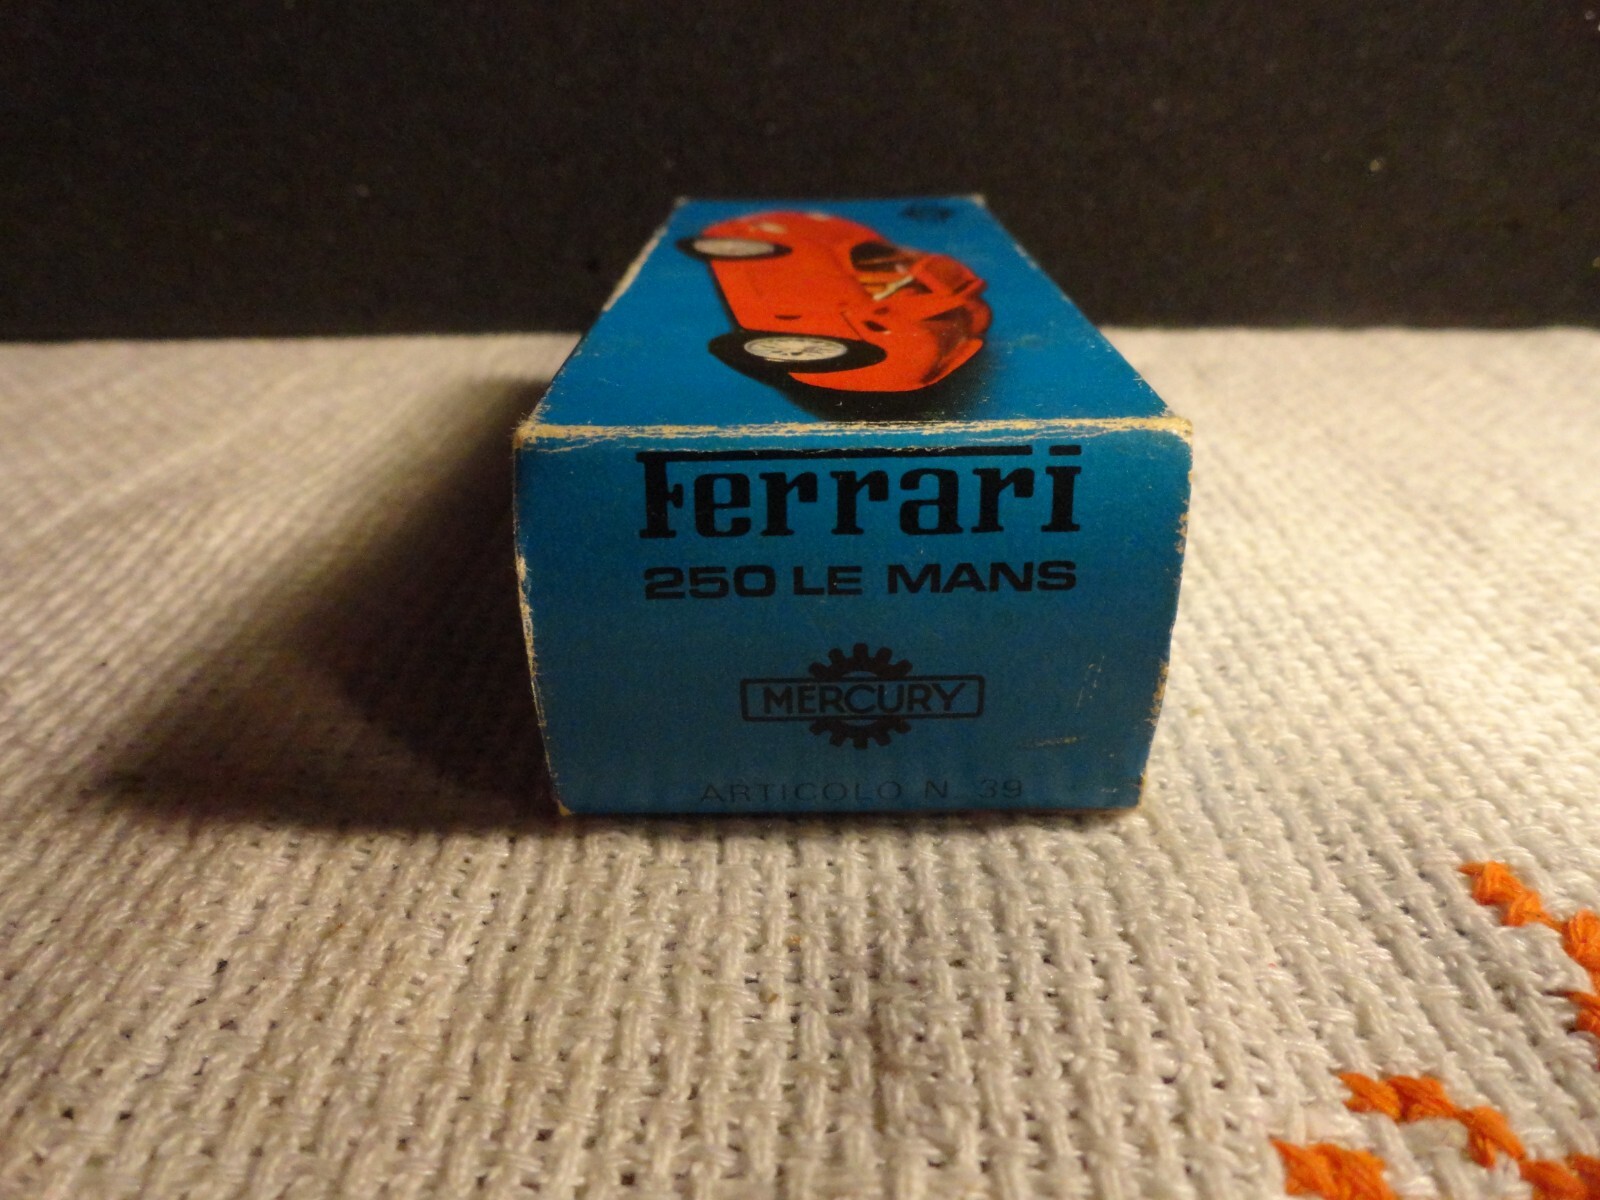 Ferrari
250 LE MANS
MERCURY
ARTICOLO N. 39